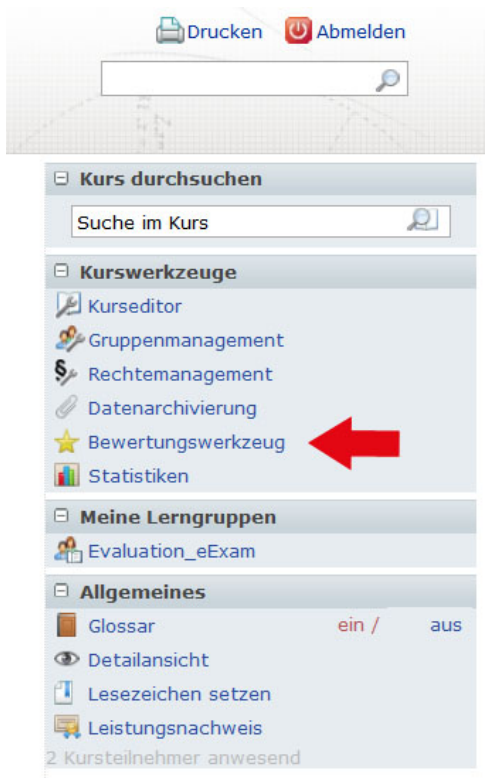 Drucken Abmelden
Kurs durchsuchen
Suche im Kurs
Kurswerkzeuge
Kurseditor
Gruppenmanagement
Rechtemanagement
Datenarchivierung
Bewertungswerkzeug
Statistiken
Meine Lerngruppen
Evaluation_eExam
Allgemeines
Glossar ein / aus
Detailansicht
Lesezeichen setzen
Leistungsnachweis
2 Kursteilnehmer anwesend